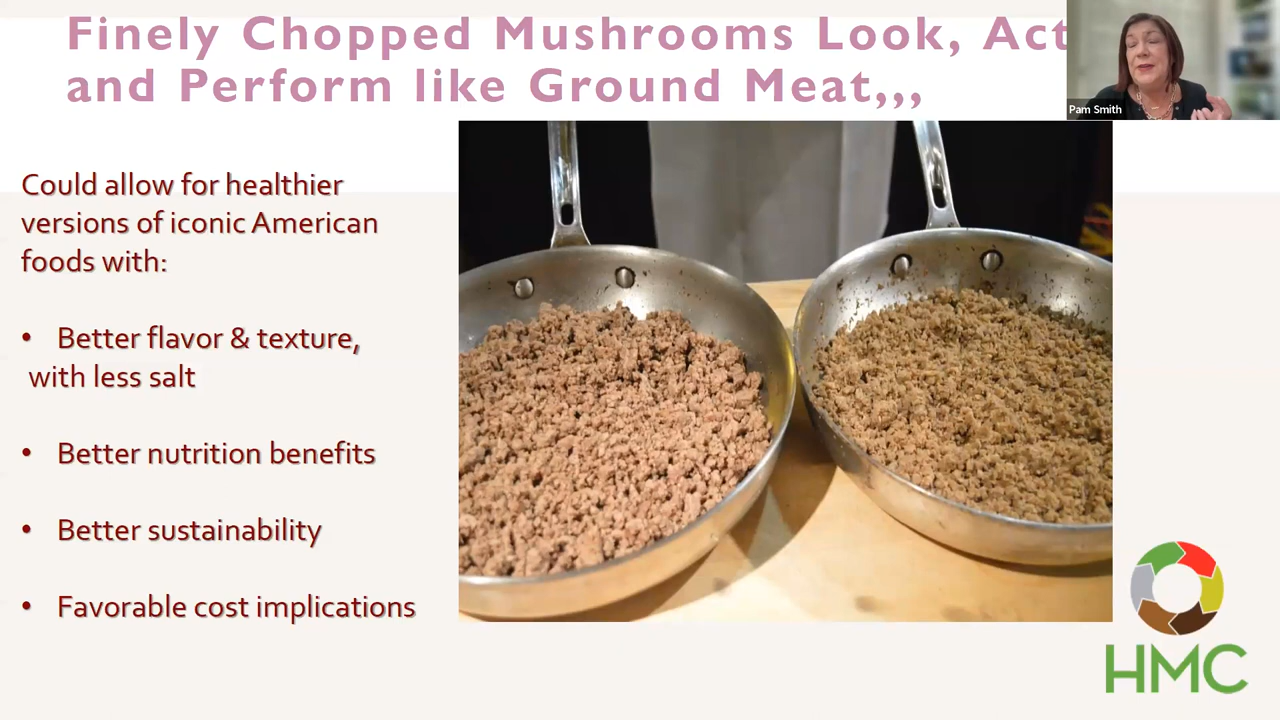 Finely Chopped Mushrooms Look, Act
and Perform like Ground Meat,,,
Pam Smith
Could allow for healthier
versions of iconic American
foods with:
• Better flavor & texture,
with less salt
• Better nutrition benefits
• Better sustainability
• Favorable cost implications
HMC